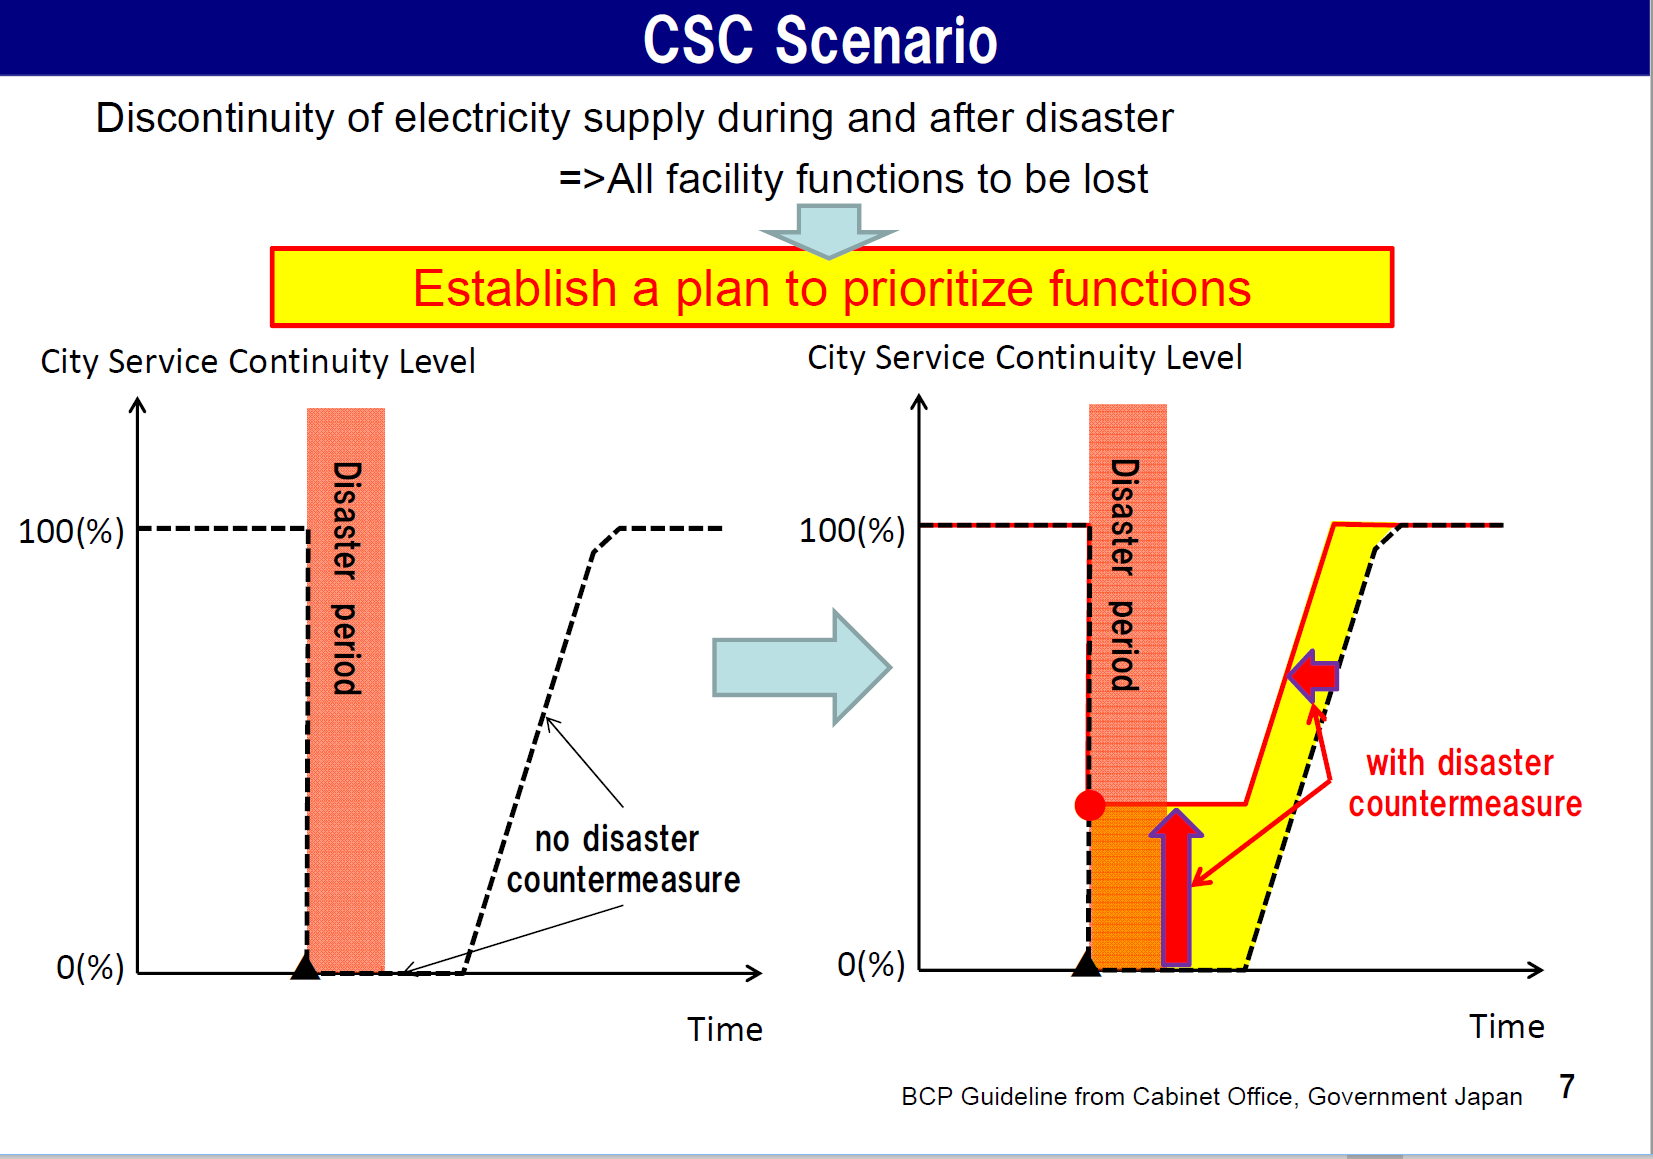 CSC Scenario
Discontinuity of electricity supply during and after disaster
=>All facility functions to be lost
Establish a plan to prioritize functions
City Service Continuity Level
100(%)
Disaster period
no disaster
countermeasure
0(%)
Time
City Service Continuity Level
100(%)
Disaster period
with disaster
countermeasure
0(%)
Time
BCP Guideline from Cabinet Office, Government Japan
7